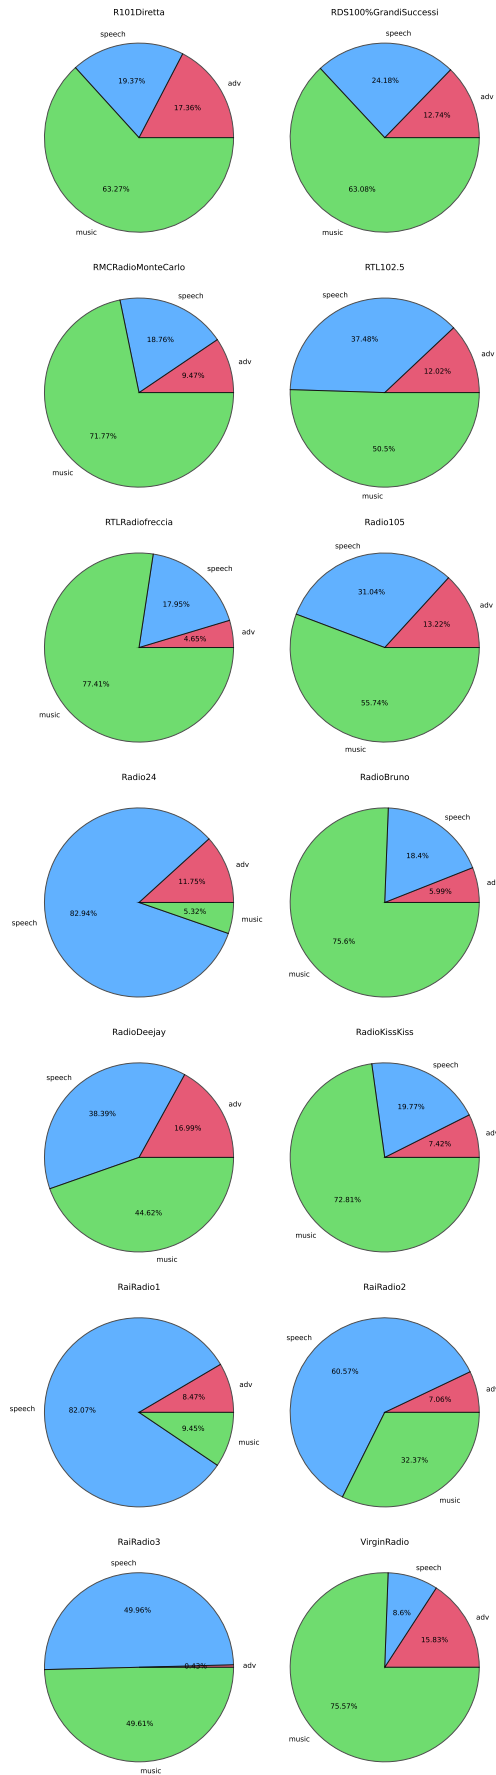 R101Diretta
speech
adv
19.37%
17.36%
63.27%
music
RDS100%GrandiSuccessi
speech
adv
24.18%
12.74%
63.08%
music
RMCRadioMonteCarlo
speech
18.76%
adv
9.47%
71.77%
music
RTL102.5
speech
37.48%
adv
12.02%
50.5%
music
RTLRadiofreccia
speech
17.95%
adv
4.65%
77.41%
music
Radio105
speech
31.04%
adv
13.22%
55.74%
music
Radio24
adv
11.75%
82.94%
5.32%
speech
music
RadioBruno
speech
18.4%
ad
5.99%
75.6%
music
RadioDeejay
speech
38.39%
adv
16.99%
44.62%
music
RadioKissKiss
speech
19.77%
adv
7.42%
72.81%
music
RaiRadio1
adv
8.47%
speech
82.07%
9.45%
music
RaiRadio2
speech
60.57%
adv
7.06%
32.37%
music
RaiRadio3
speech
49.96%
0.43%
adv
49.61%
music
VirginRadio
speech
8.6%
adv
15.83%
75.57%
music